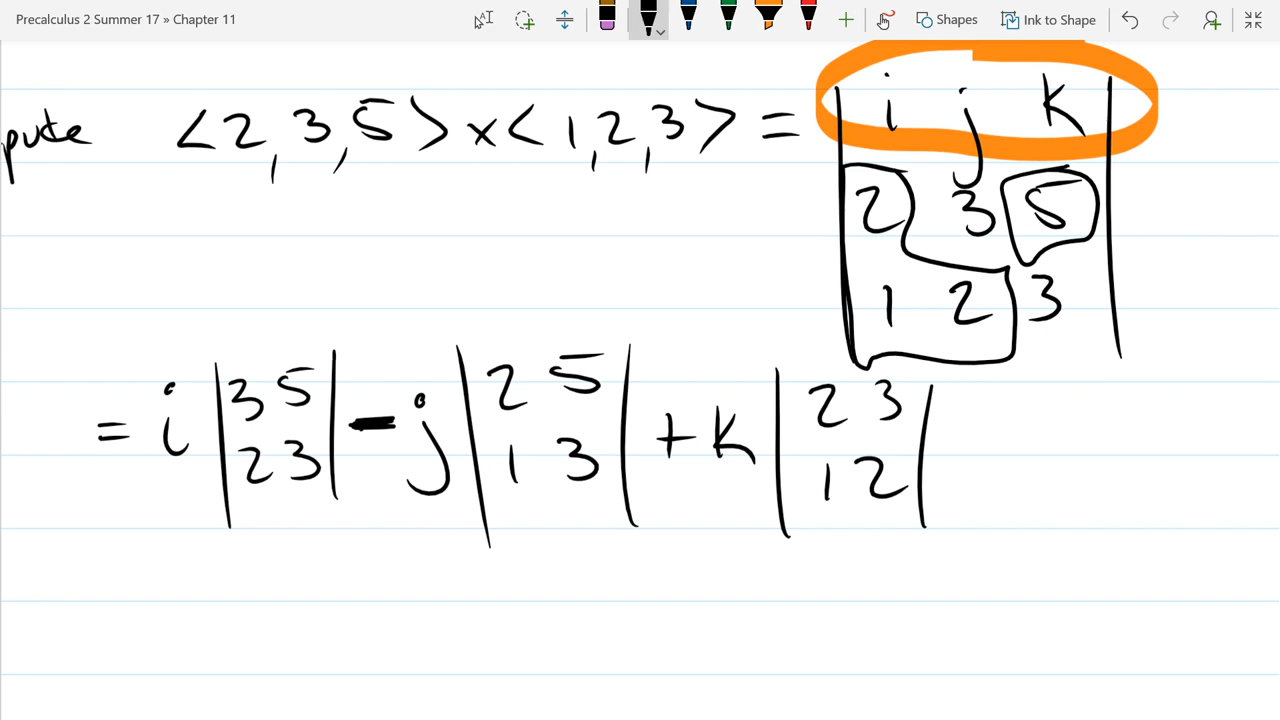 Precalculus 2 Summer 17 » Chapter 11
Shapes
Ink to Shape
pute <2,3,5> x <1,2,3> = | i j k |
| 2 3 5 |
| 1 2 3 |
= i | 3 5 | - j | 2 5 | + k | 2 3 |
| 2 3 | | 1 3 | | 1 2 |